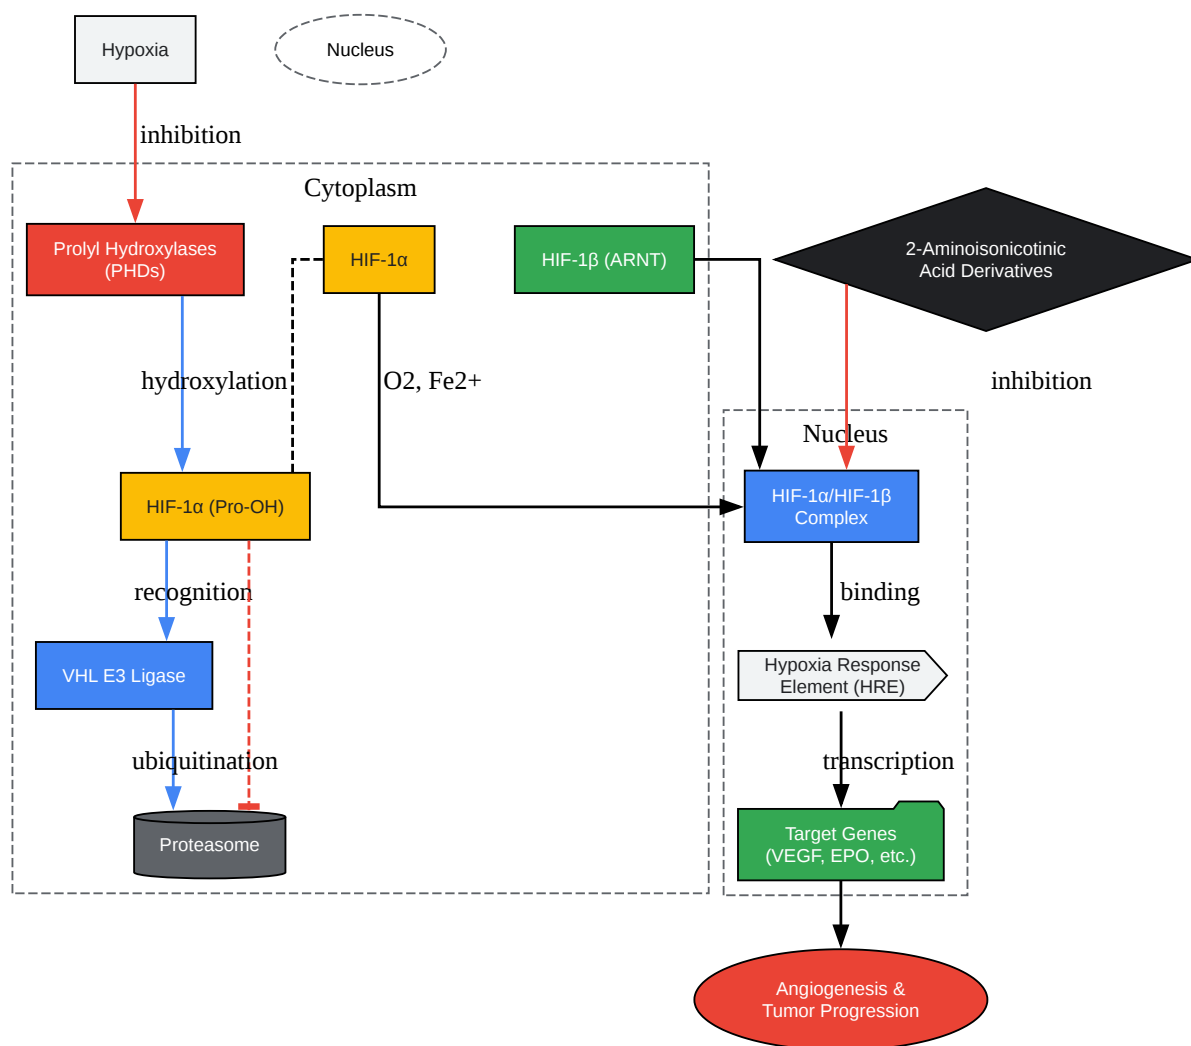 Hypoxia
Nucleus
inhibition
Cytoplasm
Prolyl Hydroxylases
(PHDs)
HIF-1α
HIF-1β (ARNT)
2-Aminoisonicotinic
Acid Derivatives
hydroxylation
O2, Fe2+
inhibition
Nucleus
HIF-1α (Pro-OH)
HIF-1α/HIF-1β
Complex
recognition
binding
VHL E3 Ligase
Hypoxia Response
Element (HRE)
ubiquitination
transcription
Proteasome
Target Genes
(VEGF, EPO, etc.)
Angiogenesis &
Tumor Progression